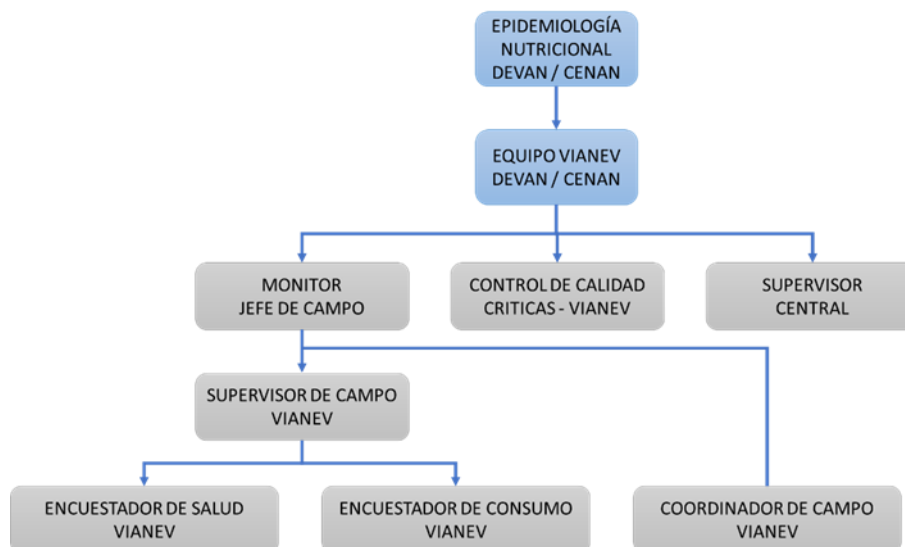 EPIDEMIOLOGÍA
NUTRICIONAL
DEVAN / CENAN
EQUIPO VIANEV
DEVAN / CENAN
MONITOR
JEFE DE CAMPO
CONTROL DE CALIDAD
CRITICAS - VIANEV
SUPERVISOR
CENTRAL
SUPERVISOR DE CAMPO
VIANEV
ENCUESTADOR DE SALUD
VIANEV
ENCUESTADOR DE CONSUMO
VIANEV
COORDINADOR DE CAMPO
VIANEV